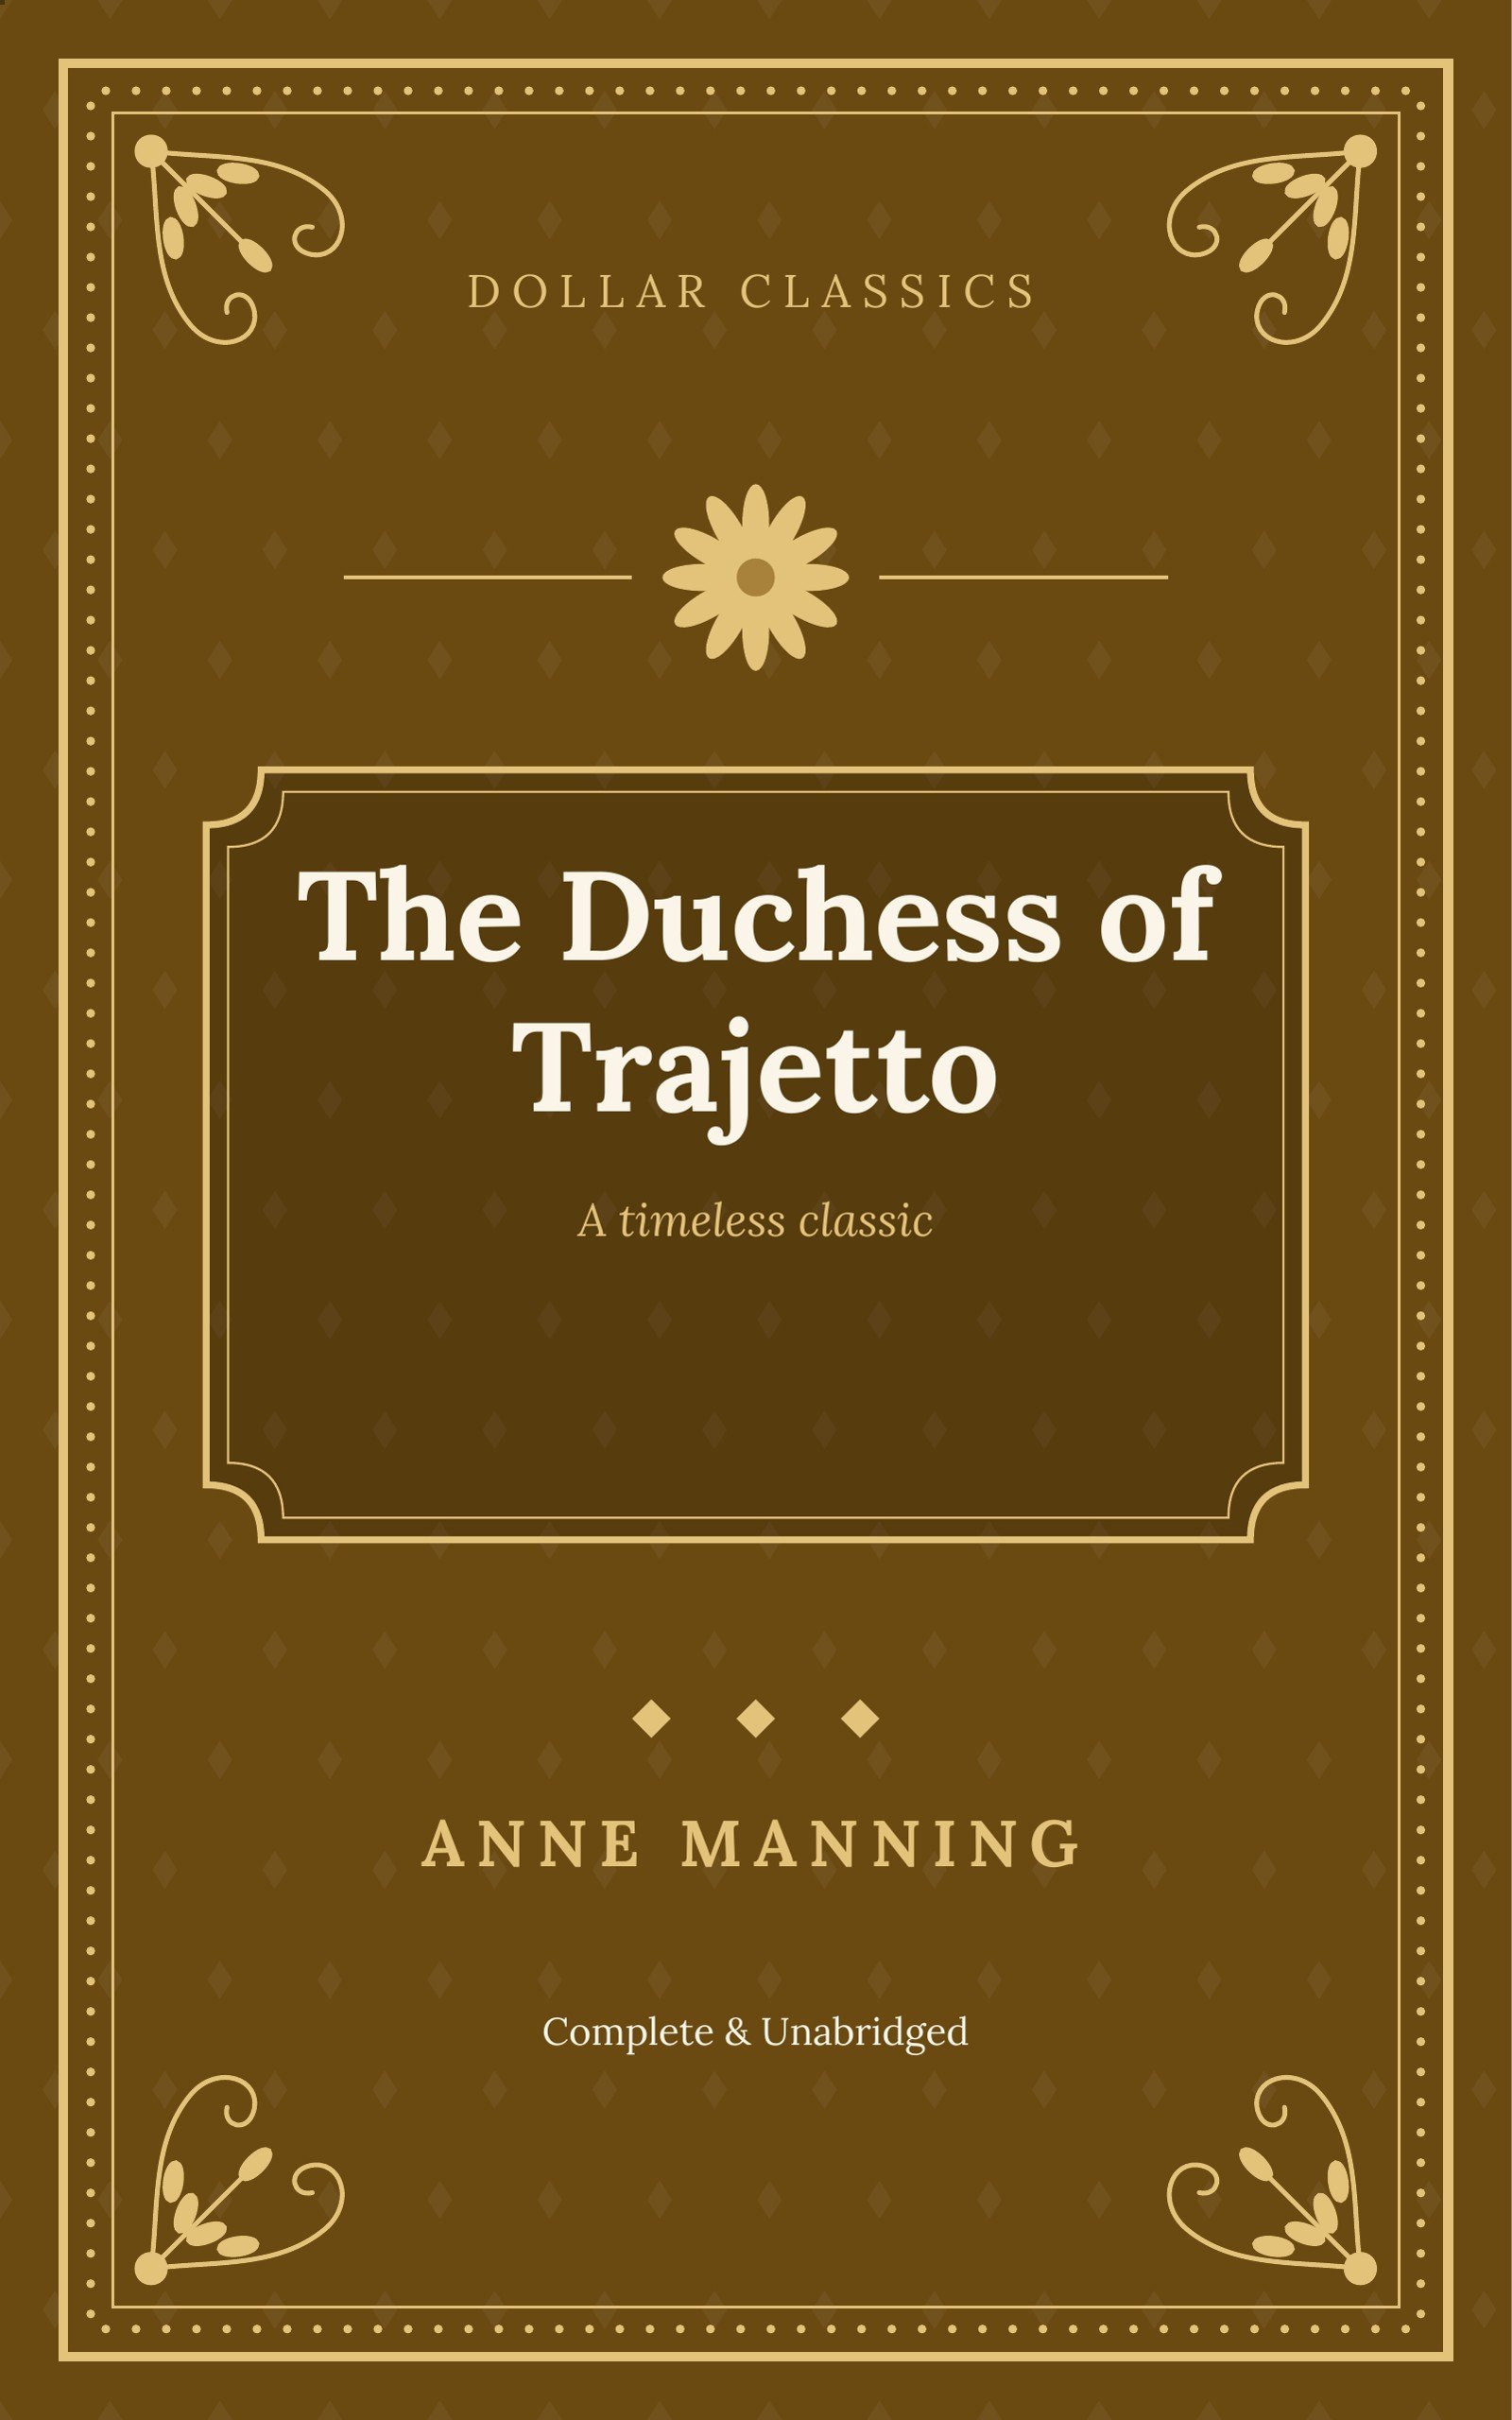 DOLLAR CLASSICS
The Duchess of
Trajetto
A timeless classic
ANNE MANNING
Complete & Unabridged